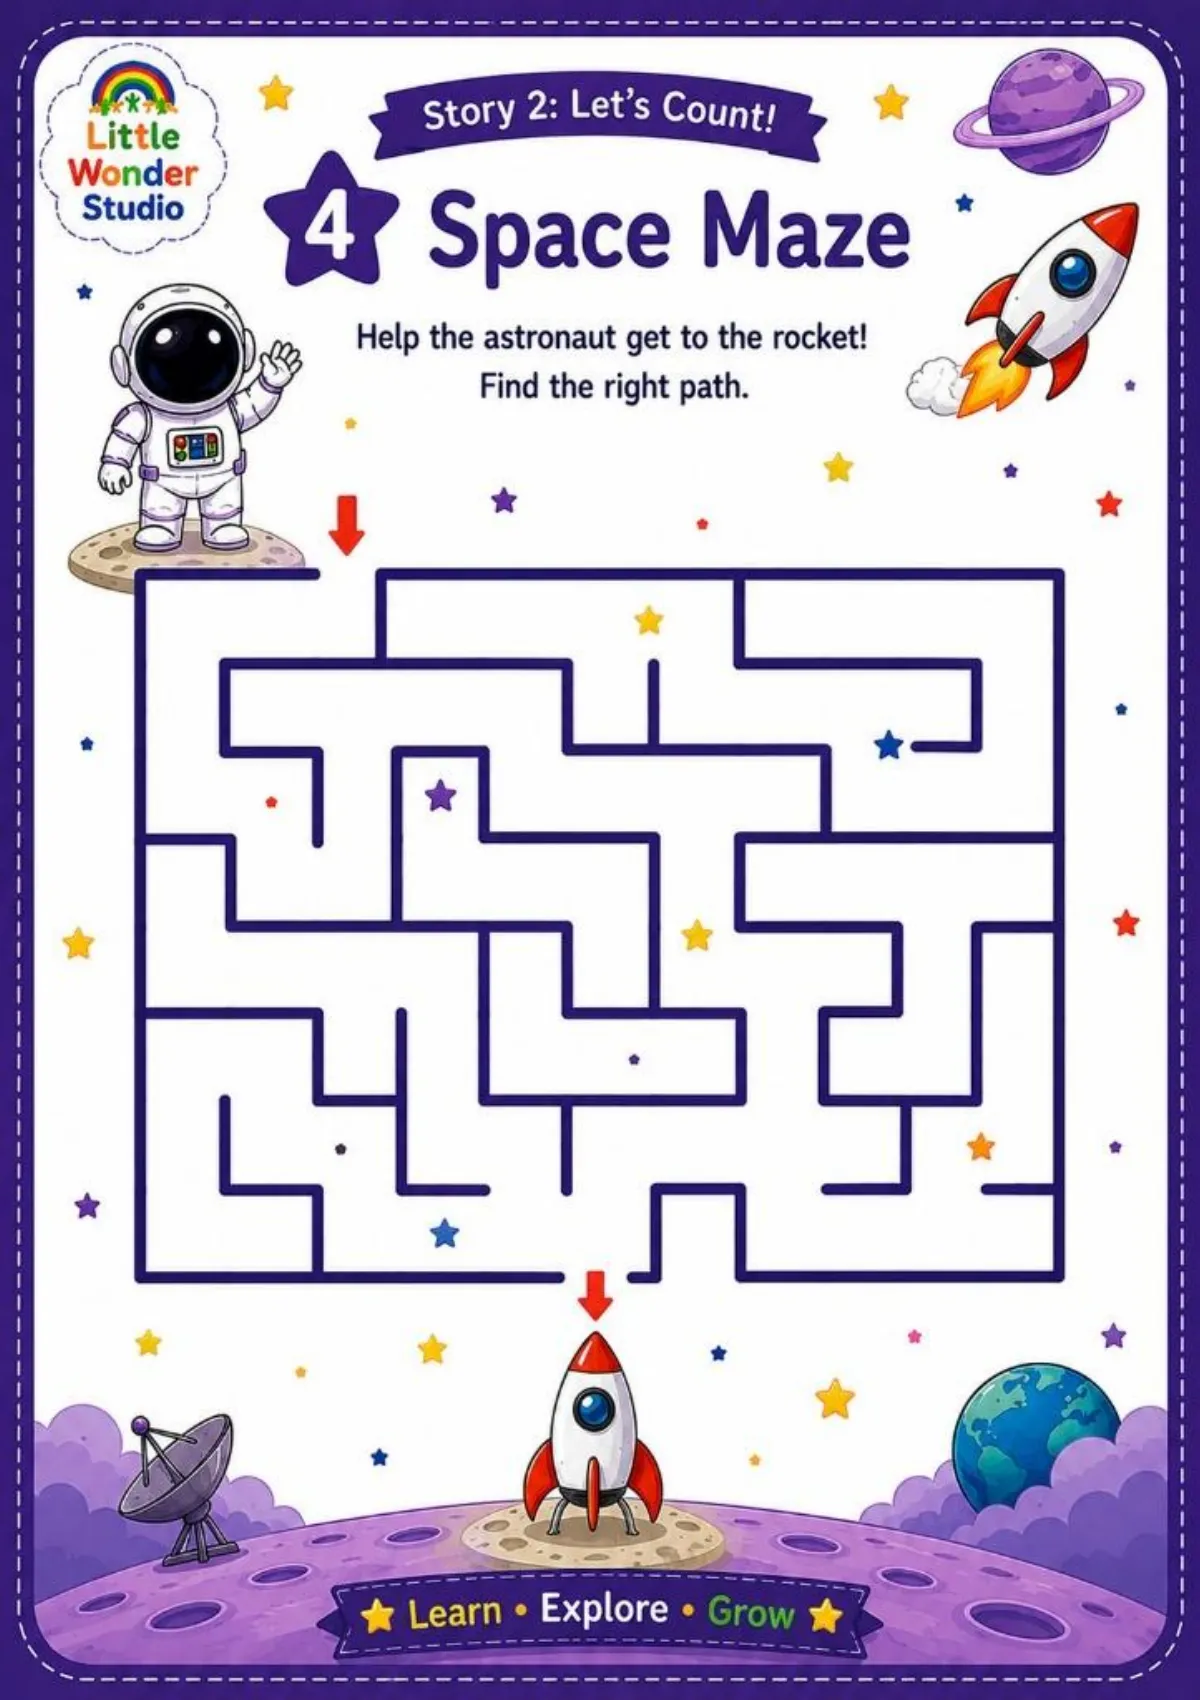 Little
Wonder
Studio
Story 2: Let's Count!
4 Space Maze
Help the astronaut get to the rocket!
Find the right path.
Learn • Explore • Grow